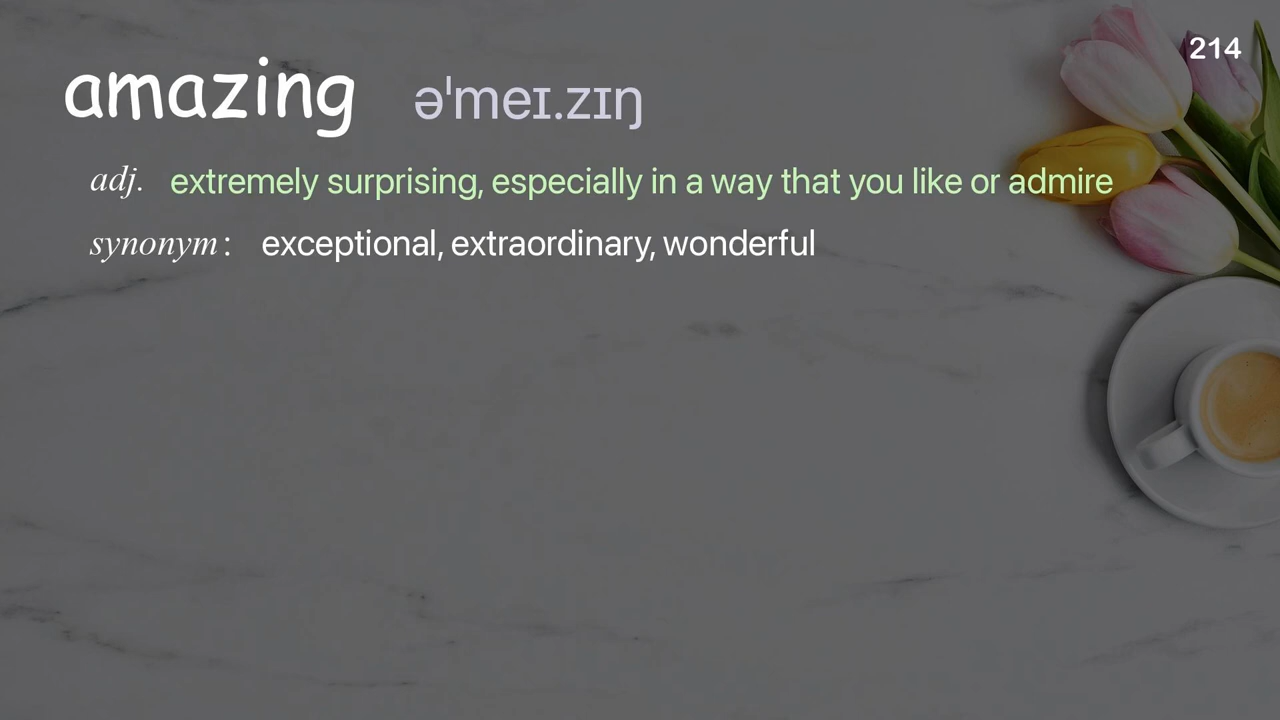 214
amazing əˈmeɪ.zɪŋ
adj. extremely surprising, especially in a way that you like or admire
synonym: exceptional, extraordinary, wonderful